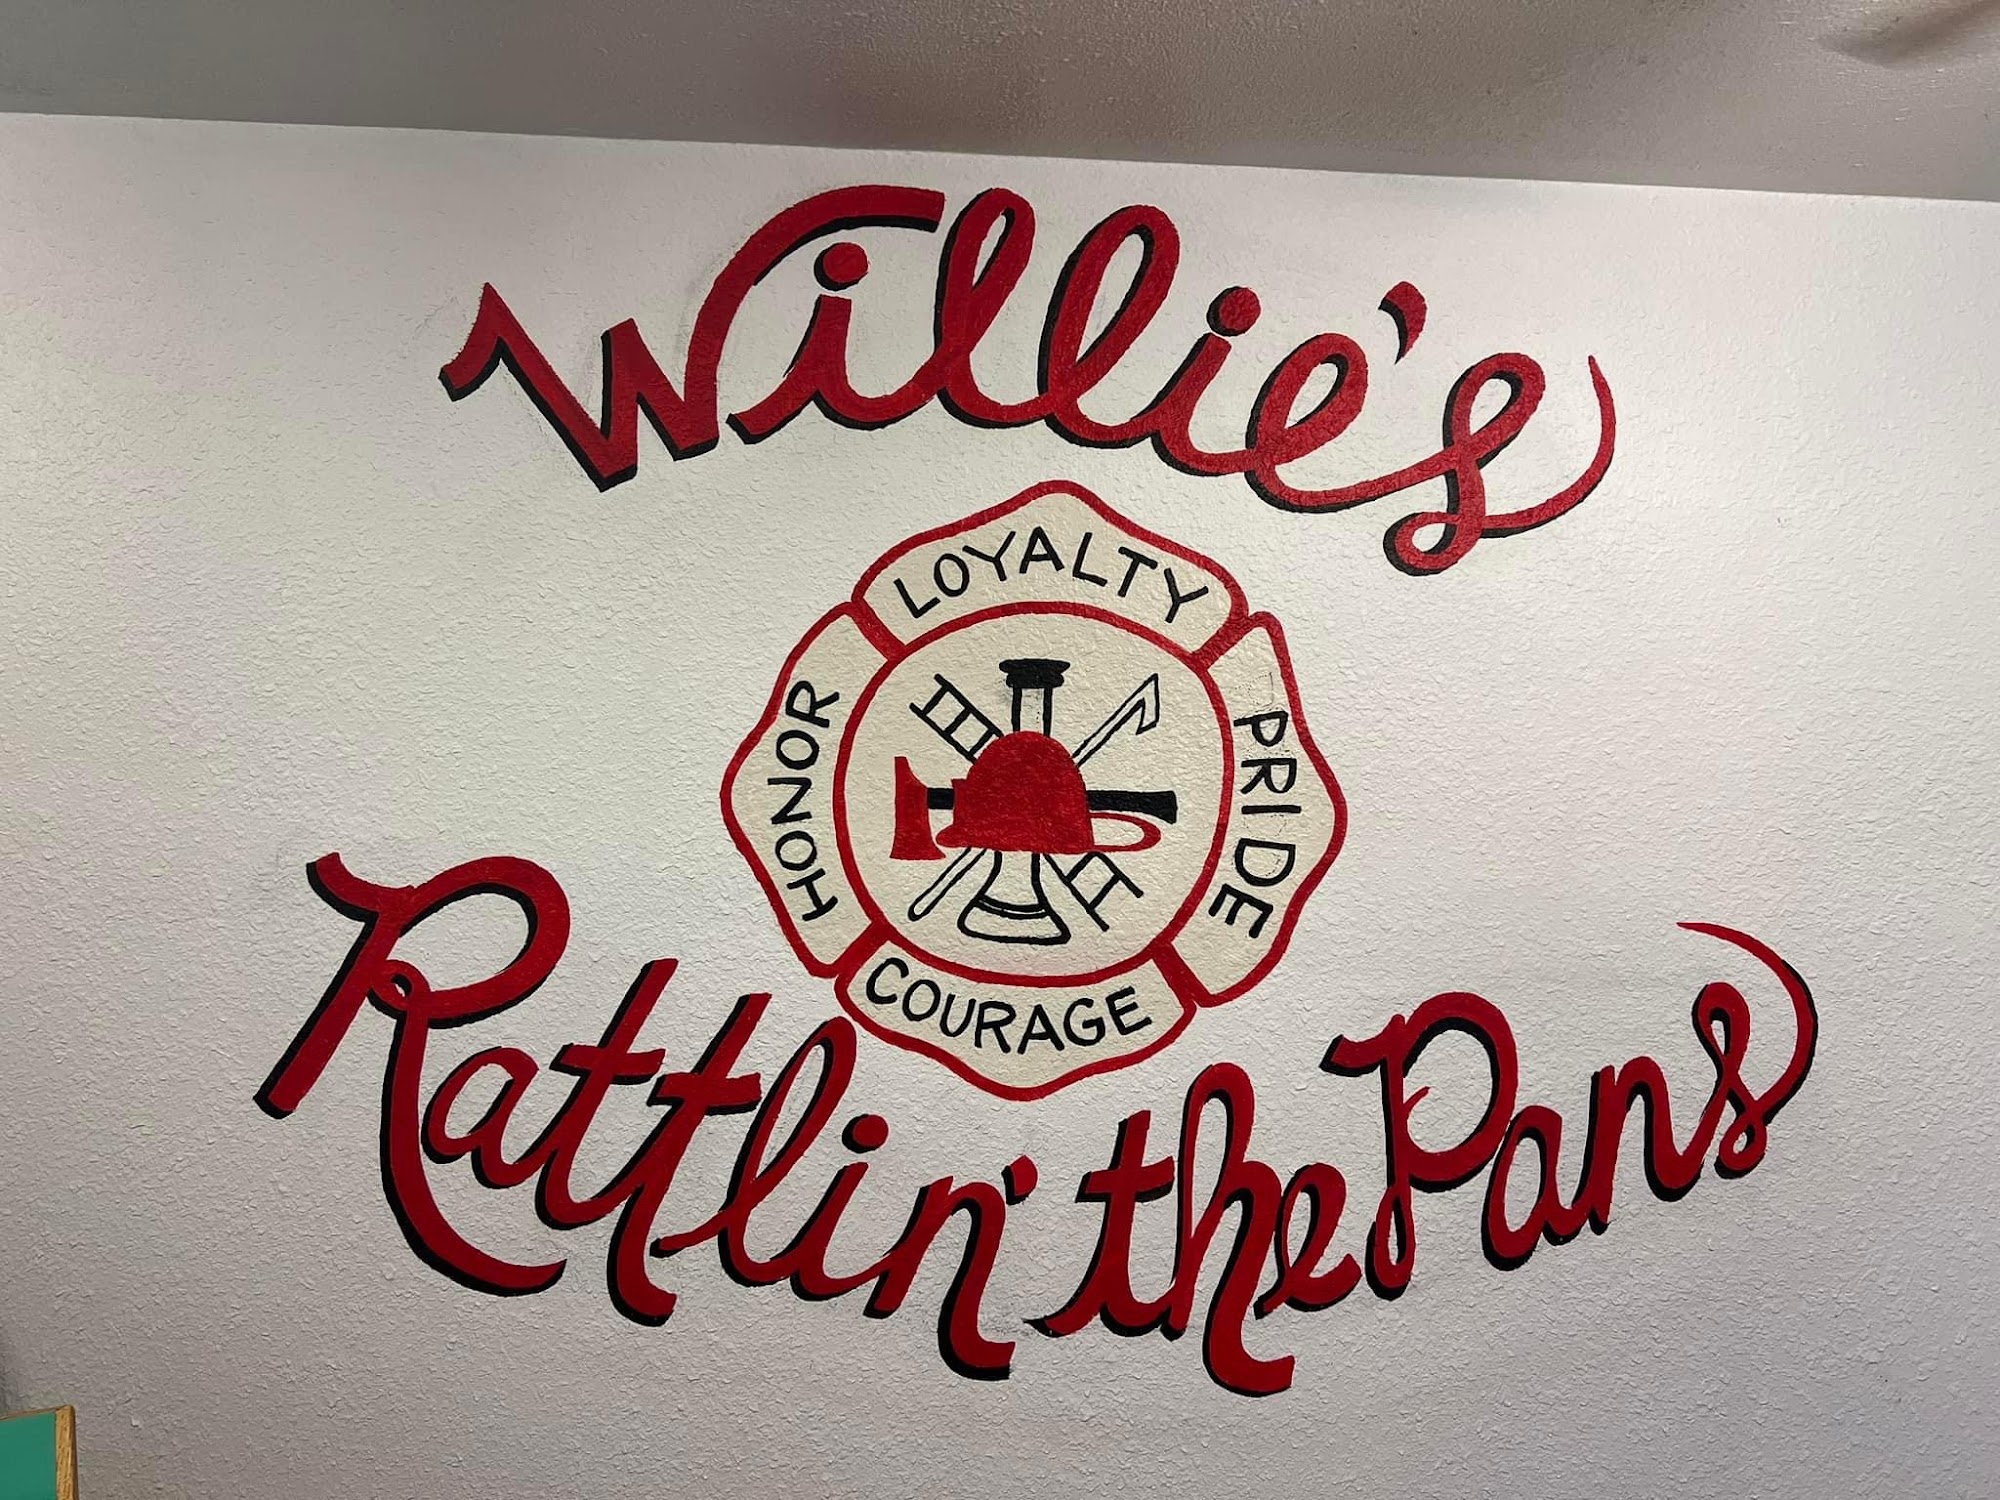 Willie's
LOYALTY
HONOR
PRIDE
COURAGE
Rattlin' the Pans